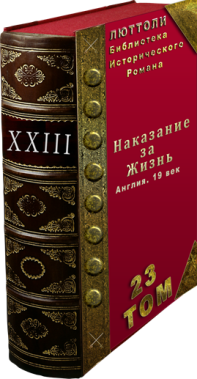 ЛЮТТОЛИ
Библиотека
Исторического
Романа
XXIII
Наказание
за
Жизнь
Англия. 19 век
23
ТОМ